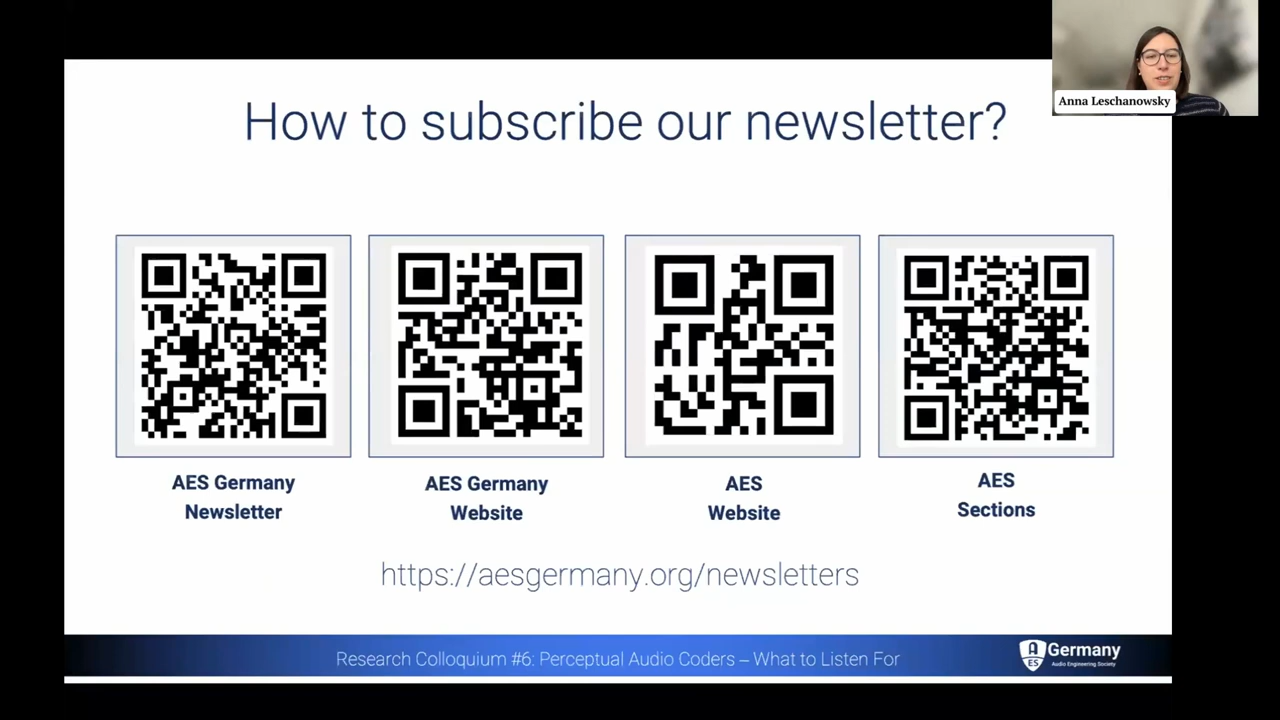 Anna Leschanowsky
How to subscribe our newsletter?
AES Germany
Newsletter
AES Germany
Website
AES
Website
AES
Sections
https://aesgermany.org/newsletters
Research Colloquium #6: Perceptual Audio Coders – What to Listen For
AES
Germany
Audio Engineering Society